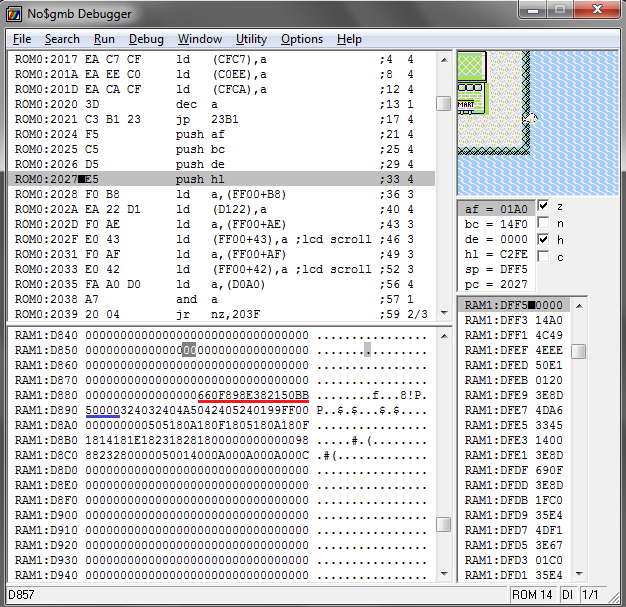 No$gmb Debugger
File Search Run Debug Window Utility Options Help
ROM0:2017 EA C7 CF ld (CFC7),a ;4 4
ROM0:201A EA EE C0 ld (C0EE),a ;8 4
ROM0:201D EA CA CF ld (CFCA),a ;12 4
ROM0:2020 3D dec a ;13 1
ROM0:2021 C3 B1 23 jp 23B1 ;17 4
ROM0:2024 F5 push af ;21 4
ROM0:2025 C5 push bc ;25 4
ROM0:2026 D5 push de ;29 4
ROM0:2027■E5 push hl ;33 4
ROM0:2028 F0 B8 ld a,(FF00+B8) ;36 3
ROM0:202A EA 22 D1 ld (D122),a ;40 4
ROM0:202D F0 AE ld a,(FF00+AE) ;43 3
ROM0:202F E0 43 ld (FF00+43),a ;lcd scroll ;46 3
ROM0:2031 F0 AF ld a,(FF00+AF) ;49 3
ROM0:2033 E0 42 ld (FF00+42),a ;lcd scroll ;52 3
ROM0:2035 FA A0 D0 ld a,(D0A0) ;56 4
ROM0:2038 A7 and a ;57 1
ROM0:2039 20 04 jr nz,203F ;59 2/3
MART
af = 01A0 z
bc = 14F0 n
de = 0000 h
hl = C2FE c
sp = DFF5
pc = 2027
RAM1:D840 00000000000000000000000000000000 ................
RAM1:D850 00000000000000000000000000000000 ................
RAM1:D860 00000000000000000000000000000000 ................
RAM1:D870 00000000000000000000000000000000 ................
RAM1:D880 0000000000000000660F898E382150BB ........f...8!P.
RAM1:D890 50000324032404A5042405240199FF00 P..$.$...$.$....
RAM1:D8A0 0000000505180A180F1805180A180F
RAM1:D8B0 1814181E18231828180000000000098 .....#.(........
RAM1:D8C0 882328000005001400 0A000A000A000C .#(.............
RAM1:D8D0 00000000000000000000000000000000 ................
RAM1:D8E0 00000000000000000000000000000000 ................
RAM1:D8F0 00000000000000000000000000000000 ................
RAM1:D900 00000000000000000000000000000000 ................
RAM1:D910 00000000000000000000000000000000 ................
RAM1:D920 00000000000000000000000000000000 ................
RAM1:D930 00000000000000000000000000000000 ................
RAM1:D940 00000000000000000000000000000000 ................
RAM1:DFF5■0000
RAM1:DFF3 14A0
RAM1:DFF1 4C49
RAM1:DFEF 4EEE
RAM1:DFED 50E1
RAM1:DFEB 0120
RAM1:DFE9 3E8D
RAM1:DFE7 4DA6
RAM1:DFE5 3345
RAM1:DFE3 1400
RAM1:DFE1 3E8D
RAM1:DFDF 690F
RAM1:DFDD 3E8D
RAM1:DFDB 1FC0
RAM1:DFD9 35E4
RAM1:DFD7 4DF1
RAM1:DFD5 3E67
RAM1:DFD3 01C0
RAM1:DFD1 35E4
D857 ROM 14 DI 1/1